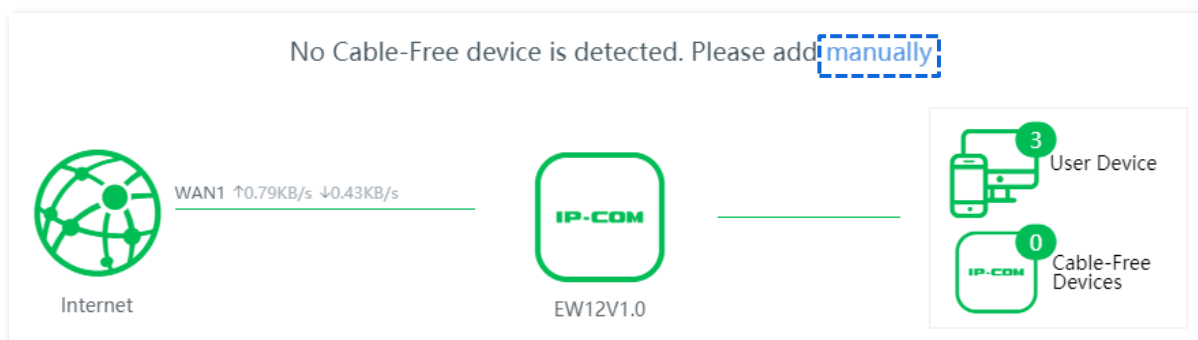 No Cable-Free device is detected. Please add manually
WAN1 ↑0.79KB/s ↓0.43KB/s
Internet
IP-COM
EW12V1.0
3
User Device
0
IP-COM
Cable-Free
Devices